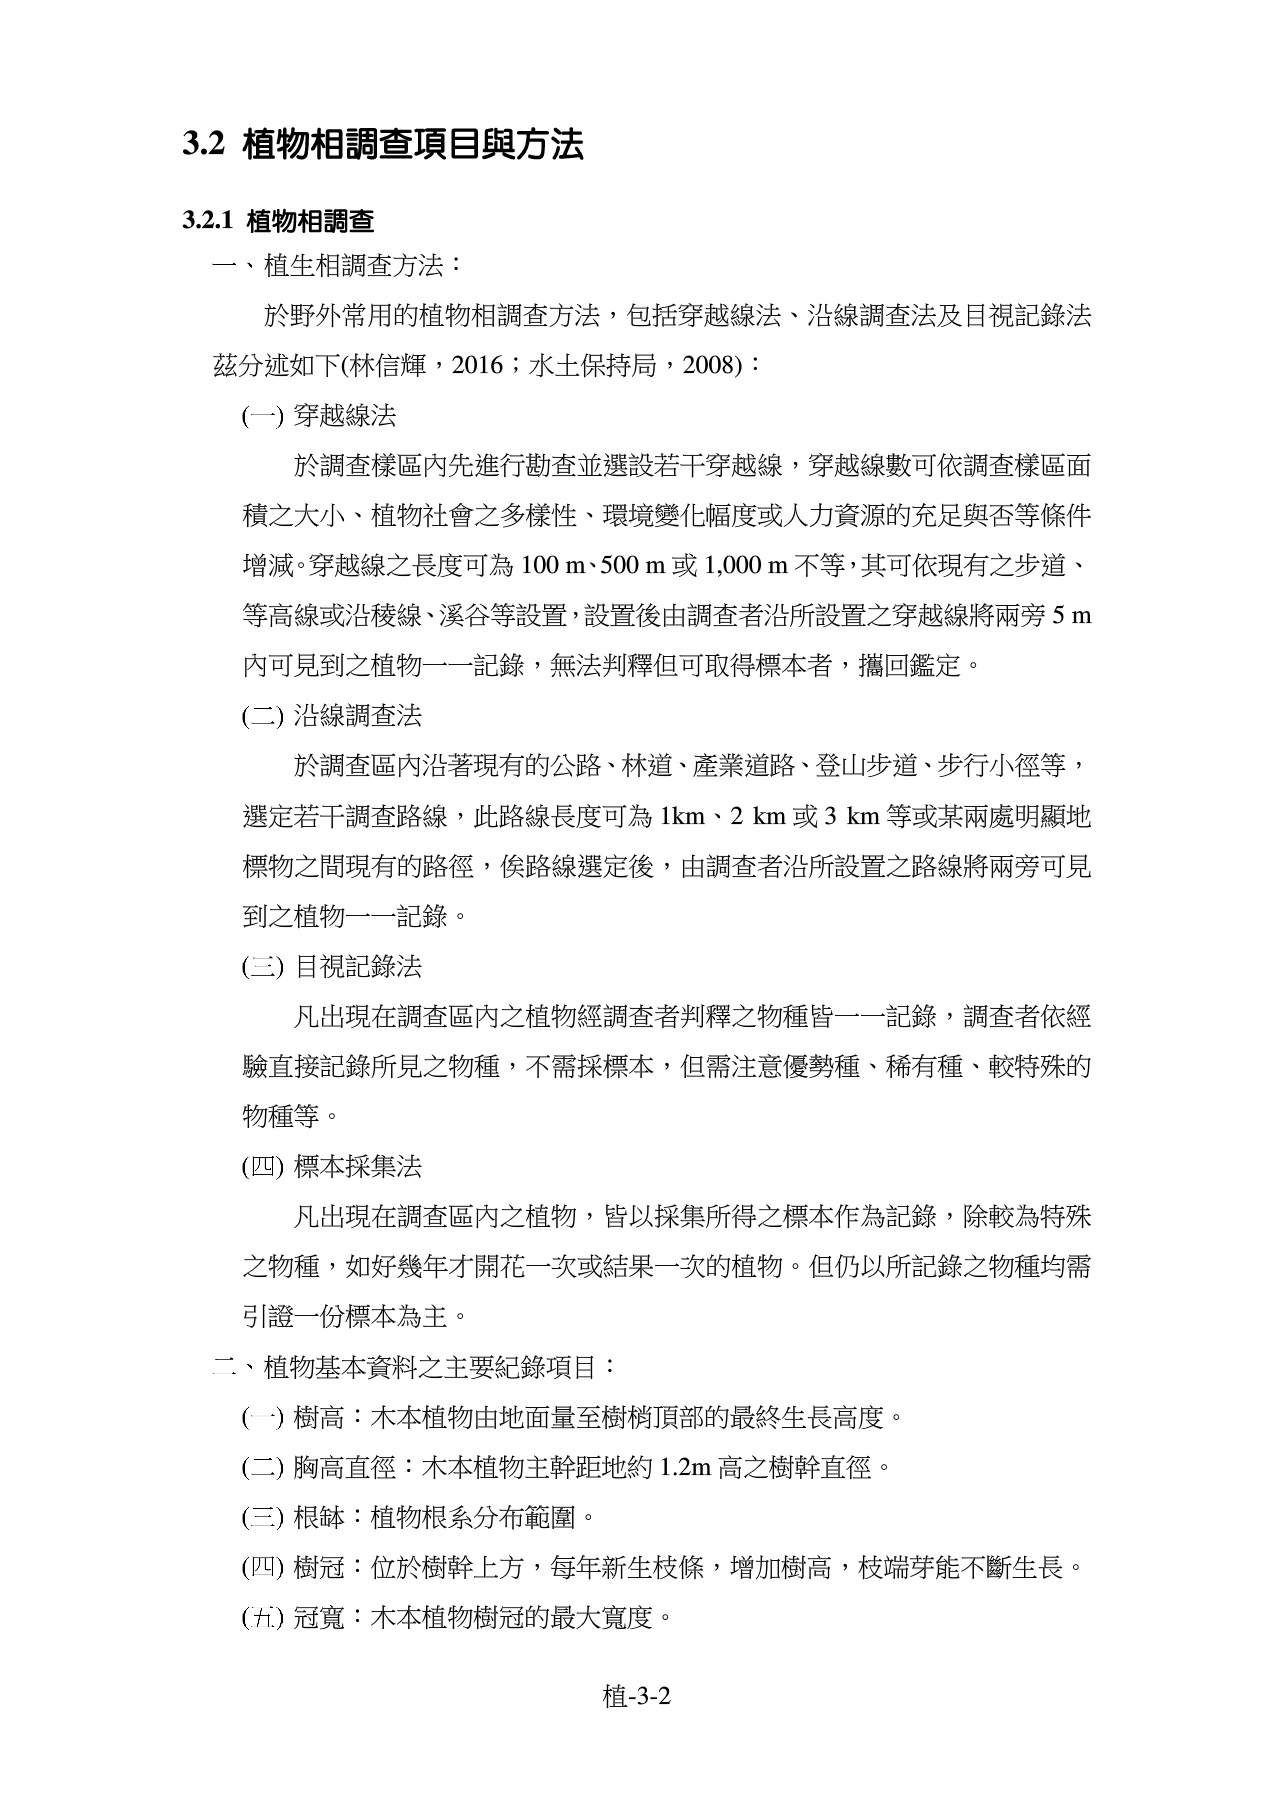 3.2 植物相調查項目與方法
3.2.1 植物相調查
一、植生相調查方法：
於野外常用的植物相調查方法，包括穿越線法、沿線調查法及目視記錄法
茲分述如下(林信輝，2016；水土保持局，2008)：
(一) 穿越線法
於調查樣區內先進行勘查並選設若干穿越線，穿越線數可依調查樣區面
積之大小、植物社會之多樣性、環境變化幅度或人力資源的充足與否等條件
增減。穿越線之長度可為 100 m、500 m 或 1,000 m 不等，其可依現有之步道、
等高線或沿稜線、溪谷等設置，設置後由調查者沿所設置之穿越線將兩旁 5 m
內可見到之植物一一記錄，無法判釋但可取得標本者，攜回鑑定。
(二) 沿線調查法
於調查區內沿著現有的公路、林道、產業道路、登山步道、步行小徑等，
選定若干調查路線，此路線長度可為 1km、2 km 或 3 km 等或某兩處明顯地
標物之間現有的路徑，俟路線選定後，由調查者沿所設置之路線將兩旁可見
到之植物一一記錄。
(三) 目視記錄法
凡出現在調查區內之植物經調查者判釋之物種皆一一記錄，調查者依經
驗直接記錄所見之物種，不需採標本，但需注意優勢種、稀有種、較特殊的
物種等。
(四) 標本採集法
凡出現在調查區內之植物，皆以採集所得之標本作為記錄，除較為特殊
之物種，如好幾年才開花一次或結果一次的植物。但仍以所記錄之物種均需
引證一份標本為主。
二、植物基本資料之主要紀錄項目：
(一) 樹高：木本植物由地面量至樹梢頂部的最終生長高度。
(二) 胸高直徑：木本植物主幹距地約 1.2m 高之樹幹直徑。
(三) 根缽：植物根系分布範圍。
(四) 樹冠：位於樹幹上方，每年新生枝條，增加樹高，枝端芽能不斷生長。
(五) 冠寬：木本植物樹冠的最大寬度。
植-3-2